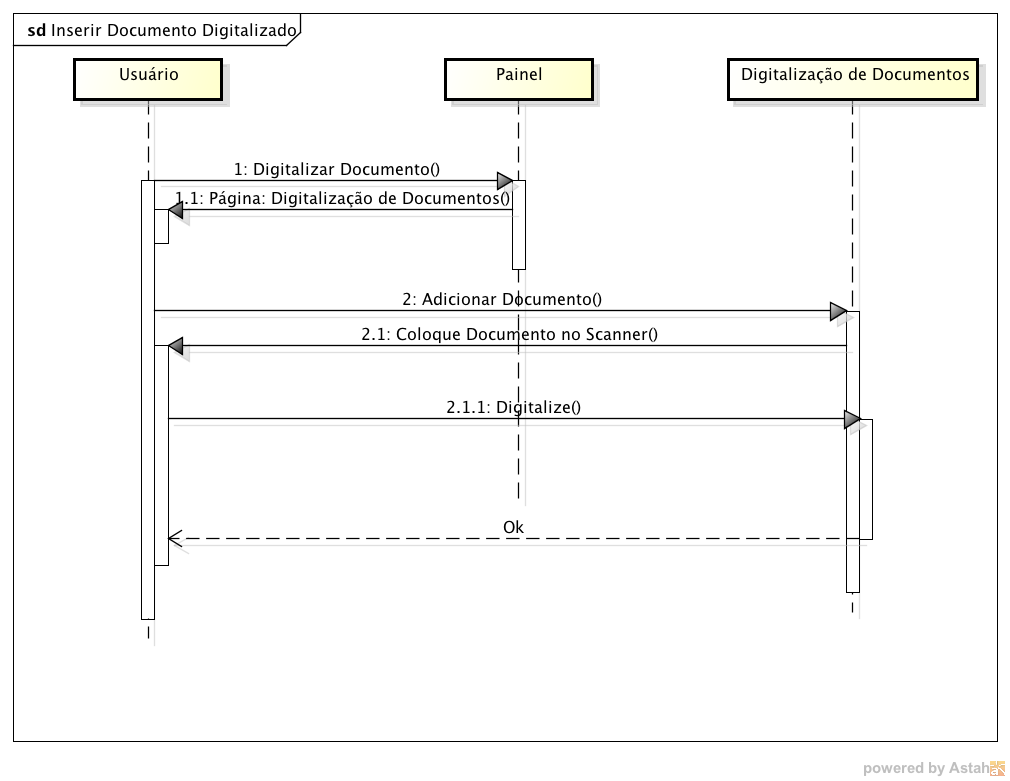 sd Inserir Documento Digitalizado
Usuário
Painel
Digitalização de Documentos
1: Digitalizar Documento()
1.1: Página: Digitalização de Documentos()
2: Adicionar Documento()
2.1: Coloque Documento no Scanner()
2.1.1: Digitalize()
Ok
powered by Astah